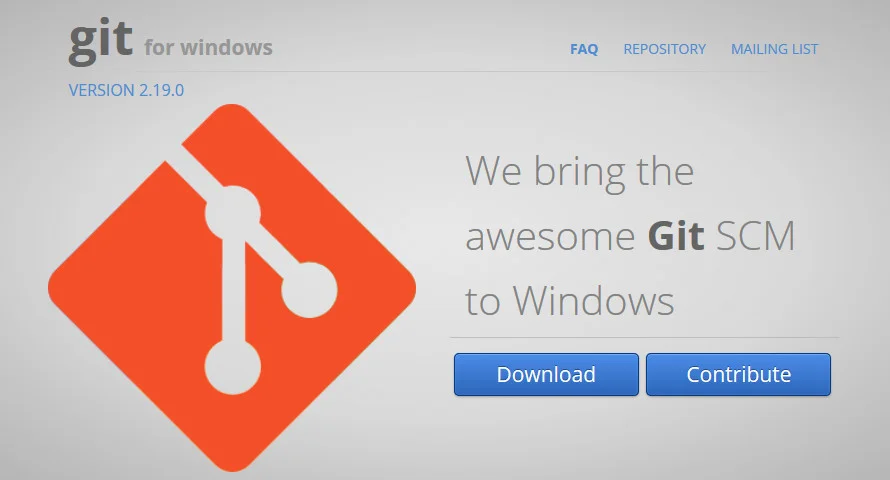 git for windows
FAQ REPOSITORY MAILING LIST
VERSION 2.19.0
We bring the
awesome Git SCM
to Windows
Download Contribute